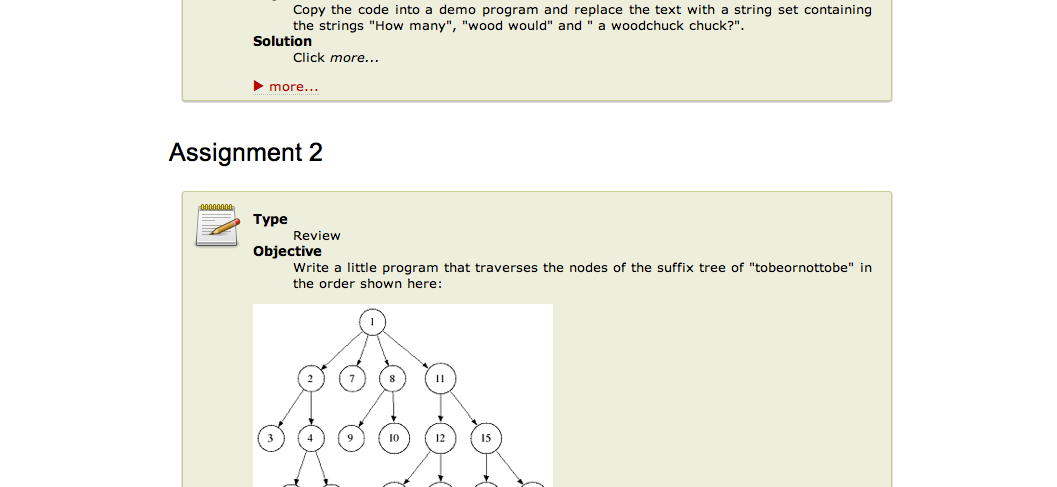 Copy the code into a demo program and replace the text with a string set containing
the strings "How many", "wood would" and " a woodchuck chuck?".
Solution
Click more...
more...
Assignment 2
Type
Review
Objective
Write a little program that traverses the nodes of the suffix tree of "tobeornottobe" in
the order shown here:
1
2 7 8 11
3 4 9 10 12 15